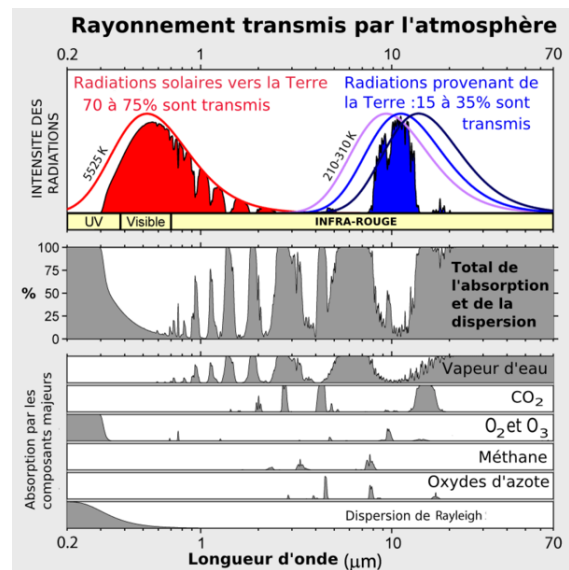 Rayonnement transmis par l'atmosphère
0.2 1 10 70
Radiations solaires vers la Terre
70 à 75% sont transmis
Radiations provenant de
la Terre :15 à 35% sont
transmis
INTENSITE DES
RADIATIONS
5525 K
210-310 K
UV Visible INFRA-ROUGE
100
75
50
25
0
%
Total de
l'absorption
et de la
dispersion
Absorption par les
composants majeurs
Vapeur d'eau
CO₂
O₂et O₃
Méthane
Oxydes d'azote
Dispersion de Rayleigh
0.2 1 10 70
Longueur d'onde (µm)